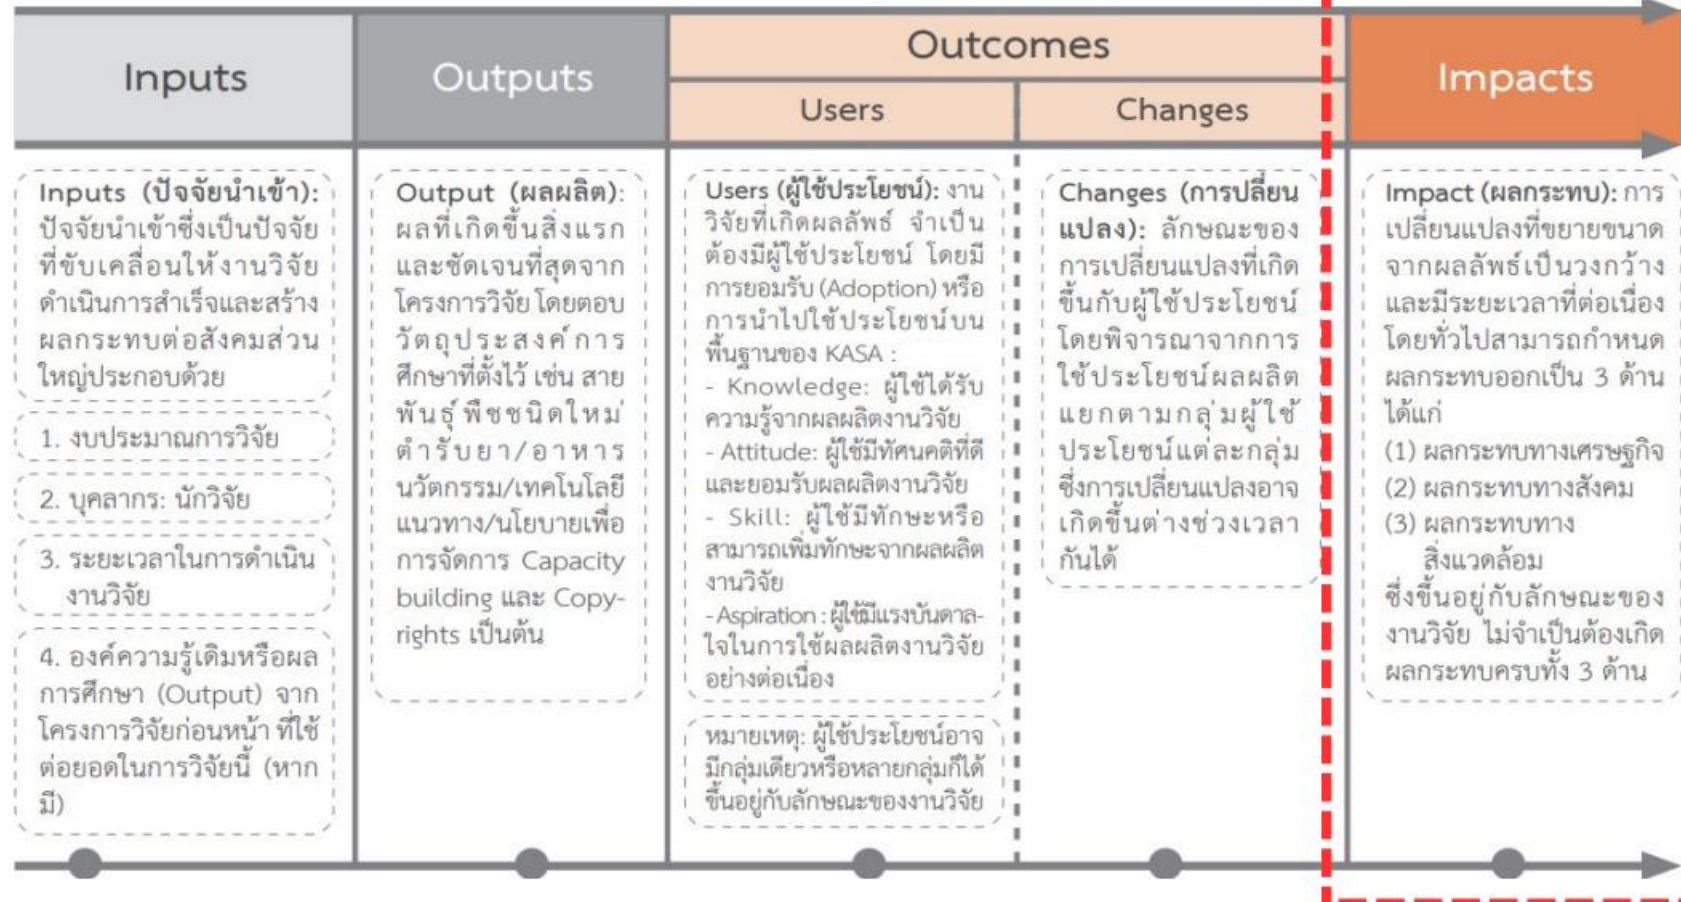 Inputs
Outputs
Outcomes
Users
Changes
Impacts
Inputs (ปัจจัยนำเข้า):
ปัจจัยนำเข้าซึ่งเป็นปัจจัย
ที่ขับเคลื่อนให้งานวิจัย
ดำเนินการสำเร็จและสร้าง
ผลกระทบต่อสังคมส่วน
ใหญ่ประกอบด้วย
1. งบประมาณการวิจัย
2. บุคลากร: นักวิจัย
3. ระยะเวลาในการดำเนิน
งานวิจัย
4. องค์ความรู้เดิมหรือผล
การศึกษา (Output) จาก
โครงการวิจัยก่อนหน้า ที่ใช้
ต่อยอดในการวิจัยนี้ (หาก
มี)
Output (ผลผลิต):
ผลที่เกิดขึ้นสิ่งแรก
และชัดเจนที่สุดจาก
โครงการวิจัย โดยตอบ
วัตถุประสงค์การ
ศึกษาที่ตั้งไว้ เช่น สาย
พันธุ์พืชชนิดใหม่
ตำรับยา/อาหาร
นวัตกรรม/เทคโนโลยี
แนวทาง/นโยบายเพื่อ
การจัดการ Capacity
building และ Copy-
rights เป็นต้น
Users (ผู้ใช้ประโยชน์): งาน
วิจัยที่เกิดผลลัพธ์ จำเป็น
ต้องมีผู้ใช้ประโยชน์ โดยมี
การยอมรับ (Adoption) หรือ
การนำไปใช้ประโยชน์บน
พื้นฐานของ KASA :
- Knowledge: ผู้ใช้ได้รับ
ความรู้จากผลผลิตงานวิจัย
- Attitude: ผู้ใช้มีทัศนคติที่ดี
และยอมรับผลผลิตงานวิจัย
- Skill: ผู้ใช้มีทักษะหรือ
สามารถเพิ่มทักษะจากผลผลิต
งานวิจัย
- Aspiration : ผู้ใช้มีแรงบันดาล-
ใจในการใช้ผลผลิตงานวิจัย
อย่างต่อเนื่อง
หมายเหตุ: ผู้ใช้ประโยชน์อาจ
มีกลุ่มเดียวหรือหลายกลุ่มก็ได้
ขึ้นอยู่กับลักษณะของงานวิจัย
Changes (การเปลี่ยน
แปลง): ลักษณะของ
การเปลี่ยนแปลงที่เกิด
ขึ้นกับผู้ใช้ประโยชน์
โดยพิจารณาจากการ
ใช้ประโยชน์ผลผลิต
แยกตามกลุ่มผู้ใช้
ประโยชน์แต่ละกลุ่ม
ซึ่งการเปลี่ยนแปลงอาจ
เกิดขึ้นต่างช่วงเวลา
กันได้
Impact (ผลกระทบ): การ
เปลี่ยนแปลงที่ขยายขนาด
จากผลลัพธ์เป็นวงกว้าง
และมีระยะเวลาที่ต่อเนื่อง
โดยทั่วไปสามารถกำหนด
ผลกระทบออกเป็น 3 ด้าน
ได้แก่
(1) ผลกระทบทางเศรษฐกิจ
(2) ผลกระทบทางสังคม
(3) ผลกระทบทาง
สิ่งแวดล้อม
ซึ่งขึ้นอยู่กับลักษณะของ
งานวิจัย ไม่จำเป็นต้องเกิด
ผลกระทบครบทั้ง 3 ด้าน